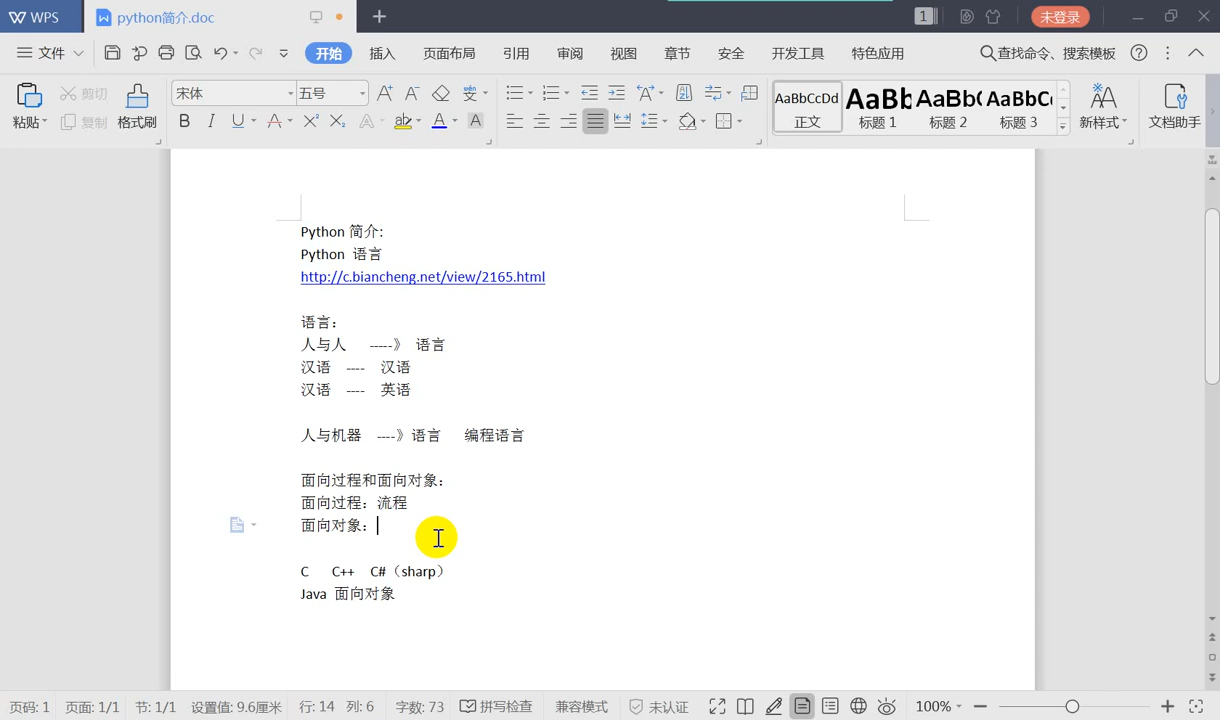 WPS
python简介.doc
1
未登录
文件
开始
插入
页面布局
引用
审阅
视图
章节
安全
开发工具
特色应用
查找命令、搜索模板
粘贴
剪切
复制
格式刷
宋体
五号
AaBbCcDd
正文
AaBb
标题 1
AaBb(
标题 2
AaBbC
标题 3
新样式
文档助手
Python 简介:
Python 语言
http://c.biancheng.net/view/2165.html
语言：
人与人 -----》 语言
汉语 ---- 汉语
汉语 ---- 英语
人与机器 ----》语言 编程语言
面向过程和面向对象：
面向过程：流程
面向对象：
C C++ C#（sharp）
Java 面向对象
页码: 1
页面: 1/1
节: 1/1
设置值: 9.6厘米
行: 14
列: 6
字数: 73
拼写检查
兼容模式
未认证
100%